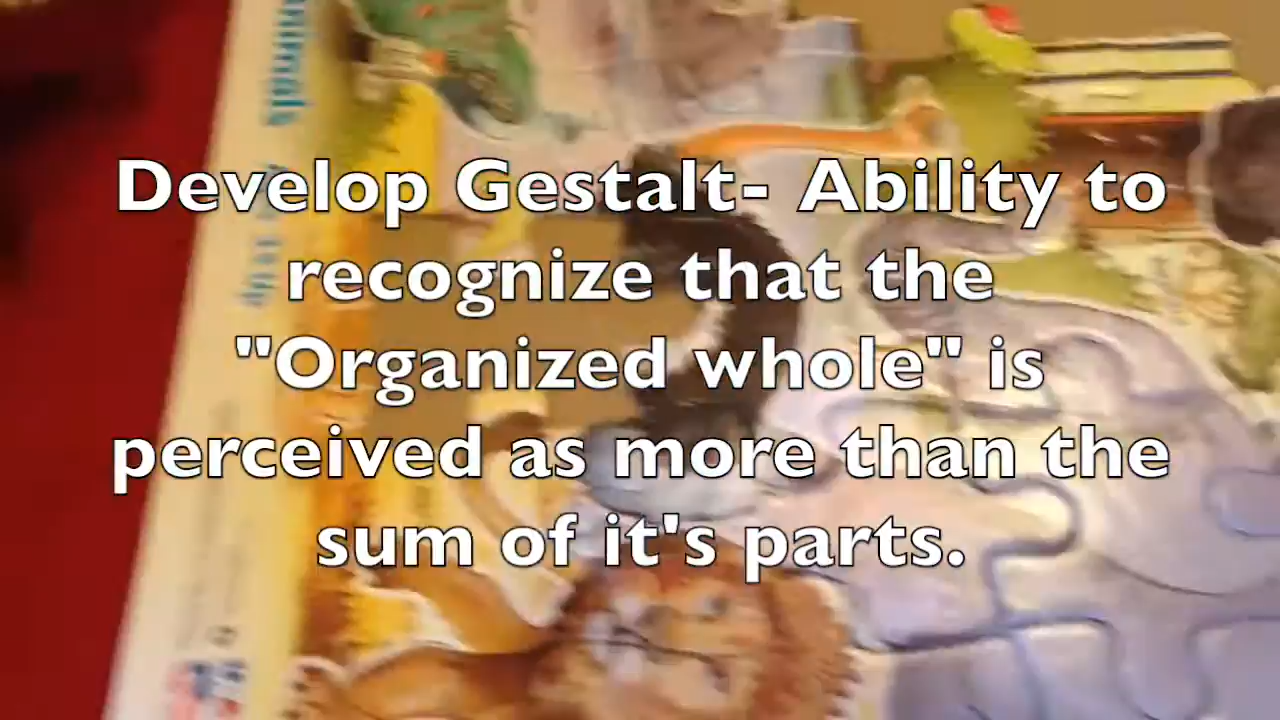 Develop Gestalt- Ability to
recognize that the
"Organized whole" is
perceived as more than the
sum of it's parts.
nimals